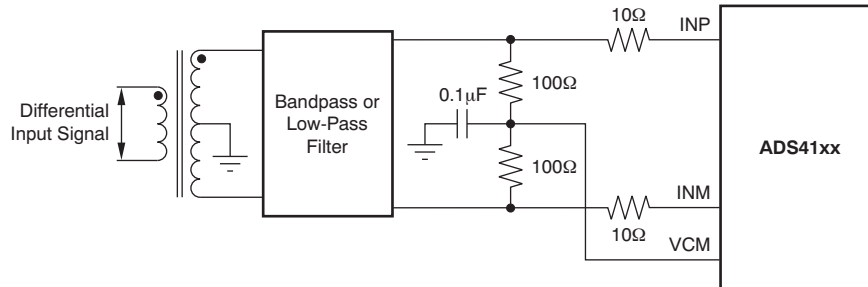 10Ω
INP
0.1μF
100Ω
Differential
Input Signal
Bandpass or
Low-Pass
Filter
ADS41xx
100Ω
INM
10Ω
VCM